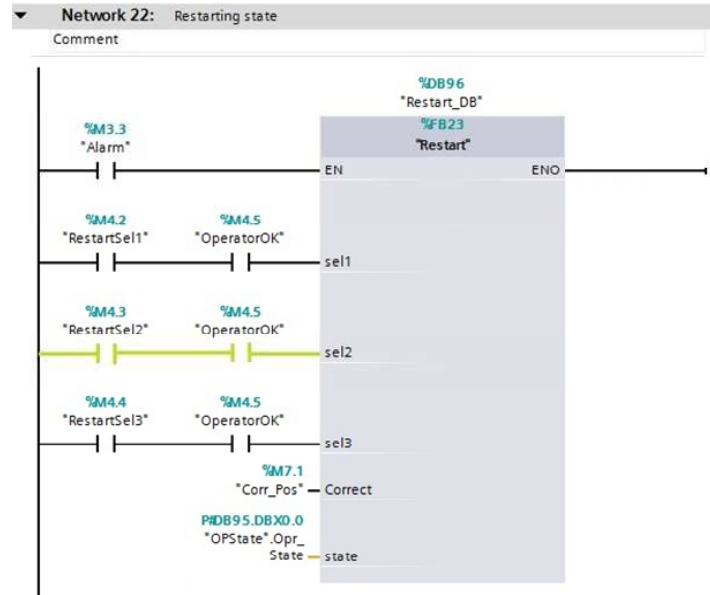 Network 22: Restarting state
Comment
%DB96
"Restart_DB"
%M3.3
"Alarm"
%FB23
"Restart"
EN
ENO
%M4.2
"RestartSel1"
%M4.5
"OperatorOK"
sel1
%M4.3
"RestartSel2"
%M4.5
"OperatorOK"
sel2
%M4.4
"RestartSel3"
%M4.5
"OperatorOK"
sel3
%M7.1
"Corr_Pos"
Correct
P#DB95.DBX0.0
"OPState".Opr_
State
state